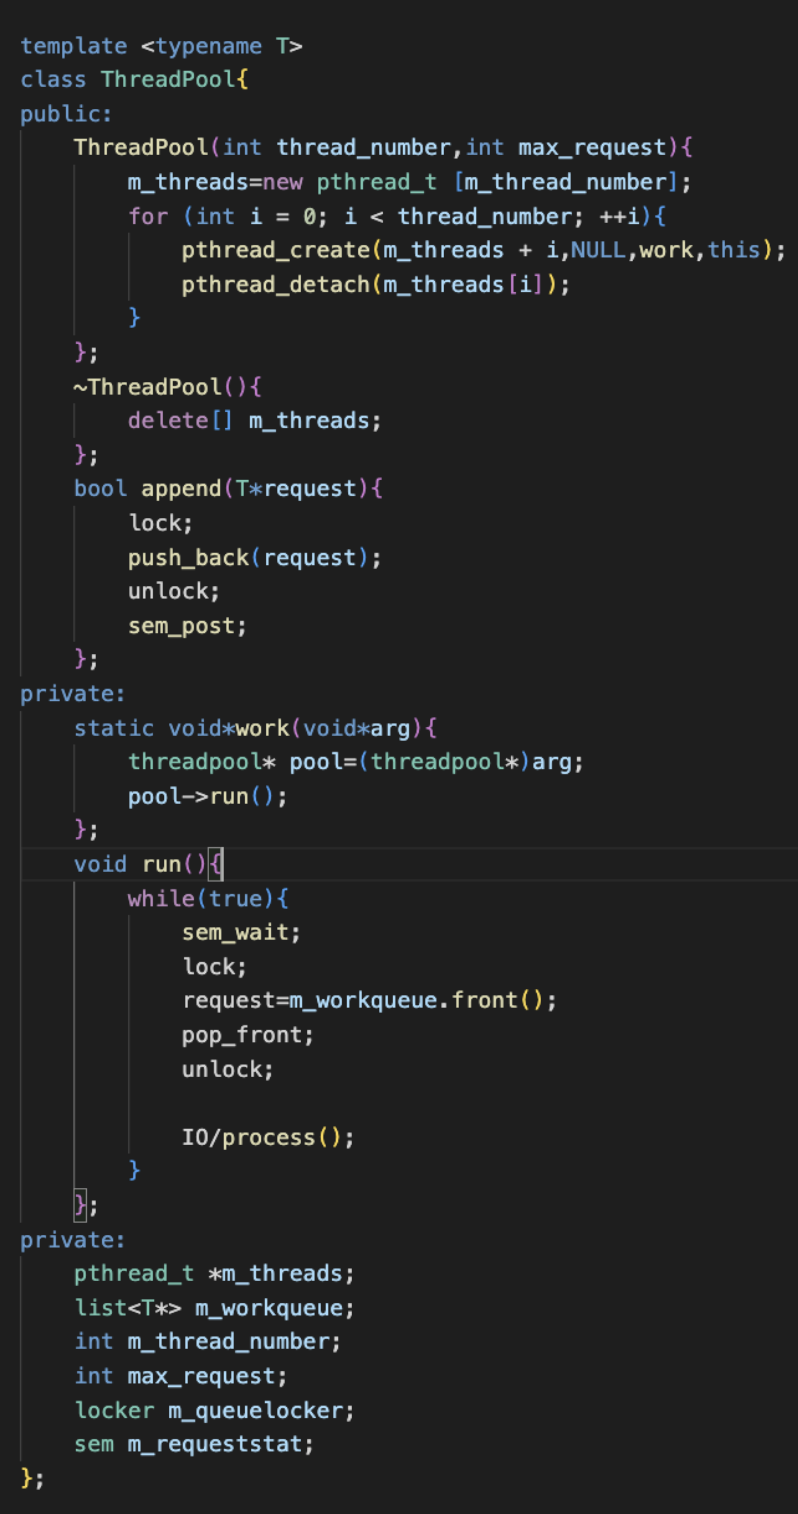 template <typename T>
class ThreadPool{
public:
    ThreadPool(int thread_number,int max_request){
        m_threads=new pthread_t [m_thread_number];
        for (int i = 0; i < thread_number; ++i){
            pthread_create(m_threads + i,NULL,work,this);
            pthread_detach(m_threads[i]);
        }
    };
    ~ThreadPool(){
        delete[] m_threads;
    };
    bool append(T*request){
        lock;
        push_back(request);
        unlock;
        sem_post;
    };
private:
    static void*work(void*arg){
        threadpool* pool=(threadpool*)arg;
        pool->run();
    };
    void run(){
        while(true){
            sem_wait;
            lock;
            request=m_workqueue.front();
            pop_front;
            unlock;

            IO/process();
        }
    };
private:
    pthread_t *m_threads;
    list<T*> m_workqueue;
    int m_thread_number;
    int max_request;
    locker m_queuelocker;
    sem m_requeststat;
};